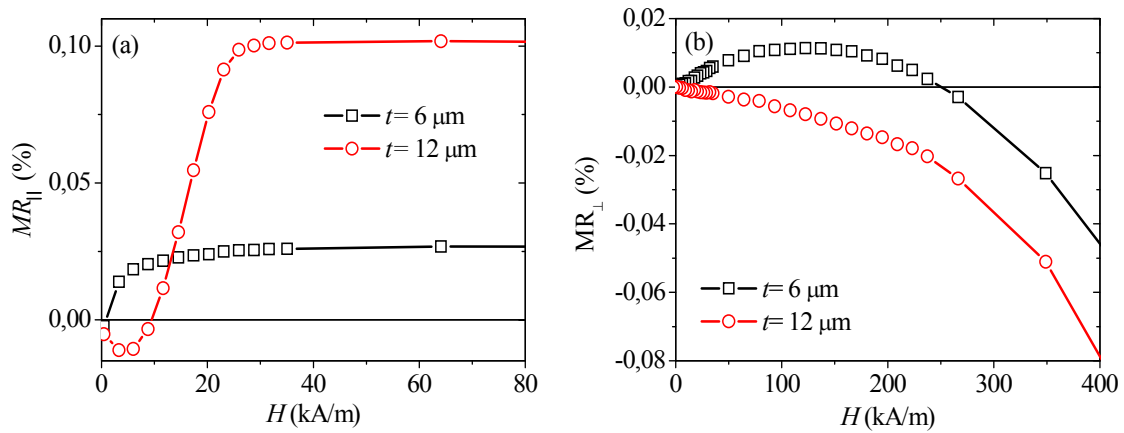 (a)
0,10
0,05
0,00
MR|| (%)
t= 6 μm
t= 12 μm
0 20 40 60 80
H (kA/m)
(b)
0,02
0,00
-0,02
-0,04
-0,06
-0,08
MR⊥ (%)
t= 6 μm
t= 12 μm
0 100 200 300 400
H (kA/m)